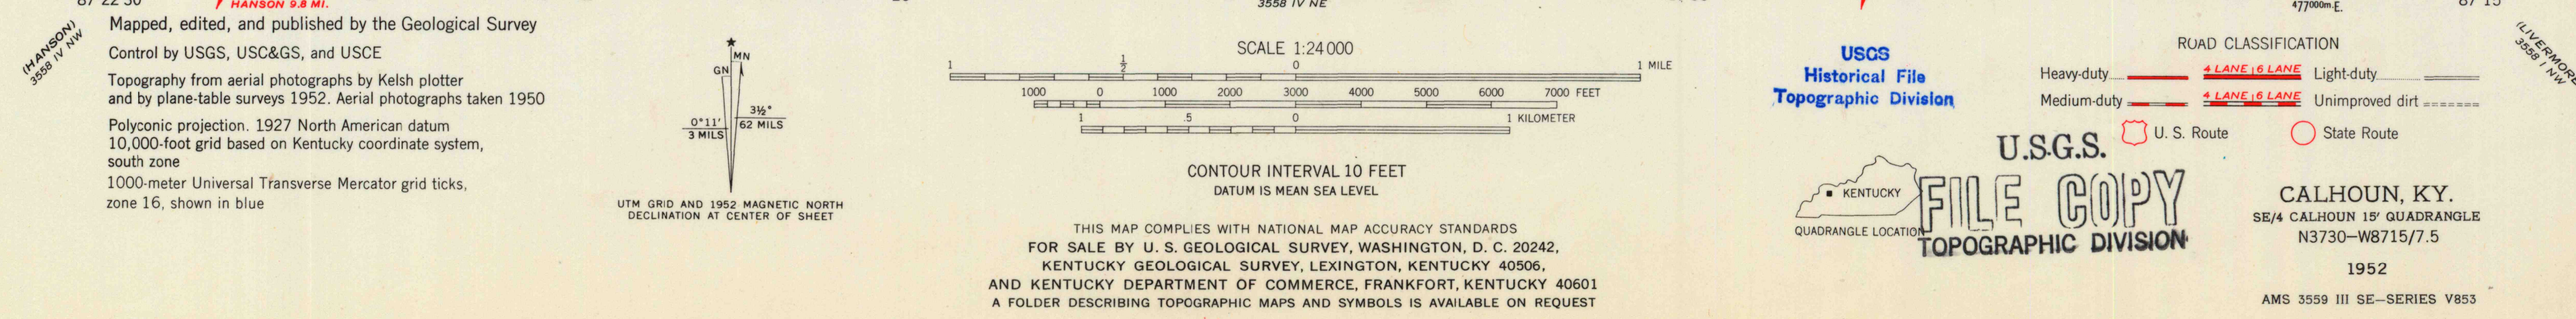 HANSON 9.8 MI.
(HANSON)
3558 IV NW
Mapped, edited, and published by the Geological Survey
Control by USGS, USC&GS, and USCE
Topography from aerial photographs by Kelsh plotter
and by plane-table surveys 1952. Aerial photographs taken 1950
Polyconic projection. 1927 North American datum
10,000-foot grid based on Kentucky coordinate system,
south zone
1000-meter Universal Transverse Mercator grid ticks,
zone 16, shown in blue
★
MN
GN
0°11'
3 MILS
3½°
62 MILS
UTM GRID AND 1952 MAGNETIC NORTH
DECLINATION AT CENTER OF SHEET
3558 IV NE
SCALE 1:24 000
1 ½ 0 1 MILE
1000 0 1000 2000 3000 4000 5000 6000 7000 FEET
1 .5 0 1 KILOMETER
CONTOUR INTERVAL 10 FEET
DATUM IS MEAN SEA LEVEL
THIS MAP COMPLIES WITH NATIONAL MAP ACCURACY STANDARDS
FOR SALE BY U. S. GEOLOGICAL SURVEY, WASHINGTON, D. C. 20242,
KENTUCKY GEOLOGICAL SURVEY, LEXINGTON, KENTUCKY 40506,
AND KENTUCKY DEPARTMENT OF COMMERCE, FRANKFORT, KENTUCKY 40601
A FOLDER DESCRIBING TOPOGRAPHIC MAPS AND SYMBOLS IS AVAILABLE ON REQUEST
USGS
Historical File
Topographic Division
477000m.E.
(LIVERMORE
3558 I NW
ROAD CLASSIFICATION
Heavy-duty 4 LANE 6 LANE Light-duty
Medium-duty 4 LANE 6 LANE Unimproved dirt
U. S. Route State Route
U.S.G.S.
FILE COPY
TOPOGRAPHIC DIVISION
KENTUCKY
QUADRANGLE LOCATION
CALHOUN, KY.
SE/4 CALHOUN 15' QUADRANGLE
N3730—W8715/7.5
1952
AMS 3559 III SE—SERIES V853